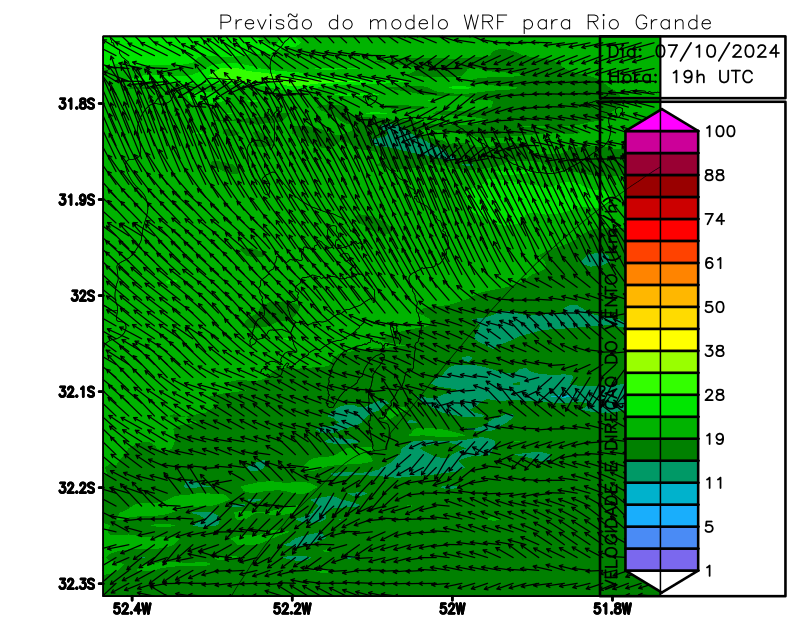 Previsão do modelo WRF para Rio Grande
Dia: 07/10/2024
Hora: 19h UTC
31.8S
31.9S
32S
32.1S
32.2S
32.3S
52.4W
52.2W
52W
51.8W
VELOCIDADE E DIREÇÃO DO VENTO (km/h)
100
88
74
61
50
38
28
19
11
5
1